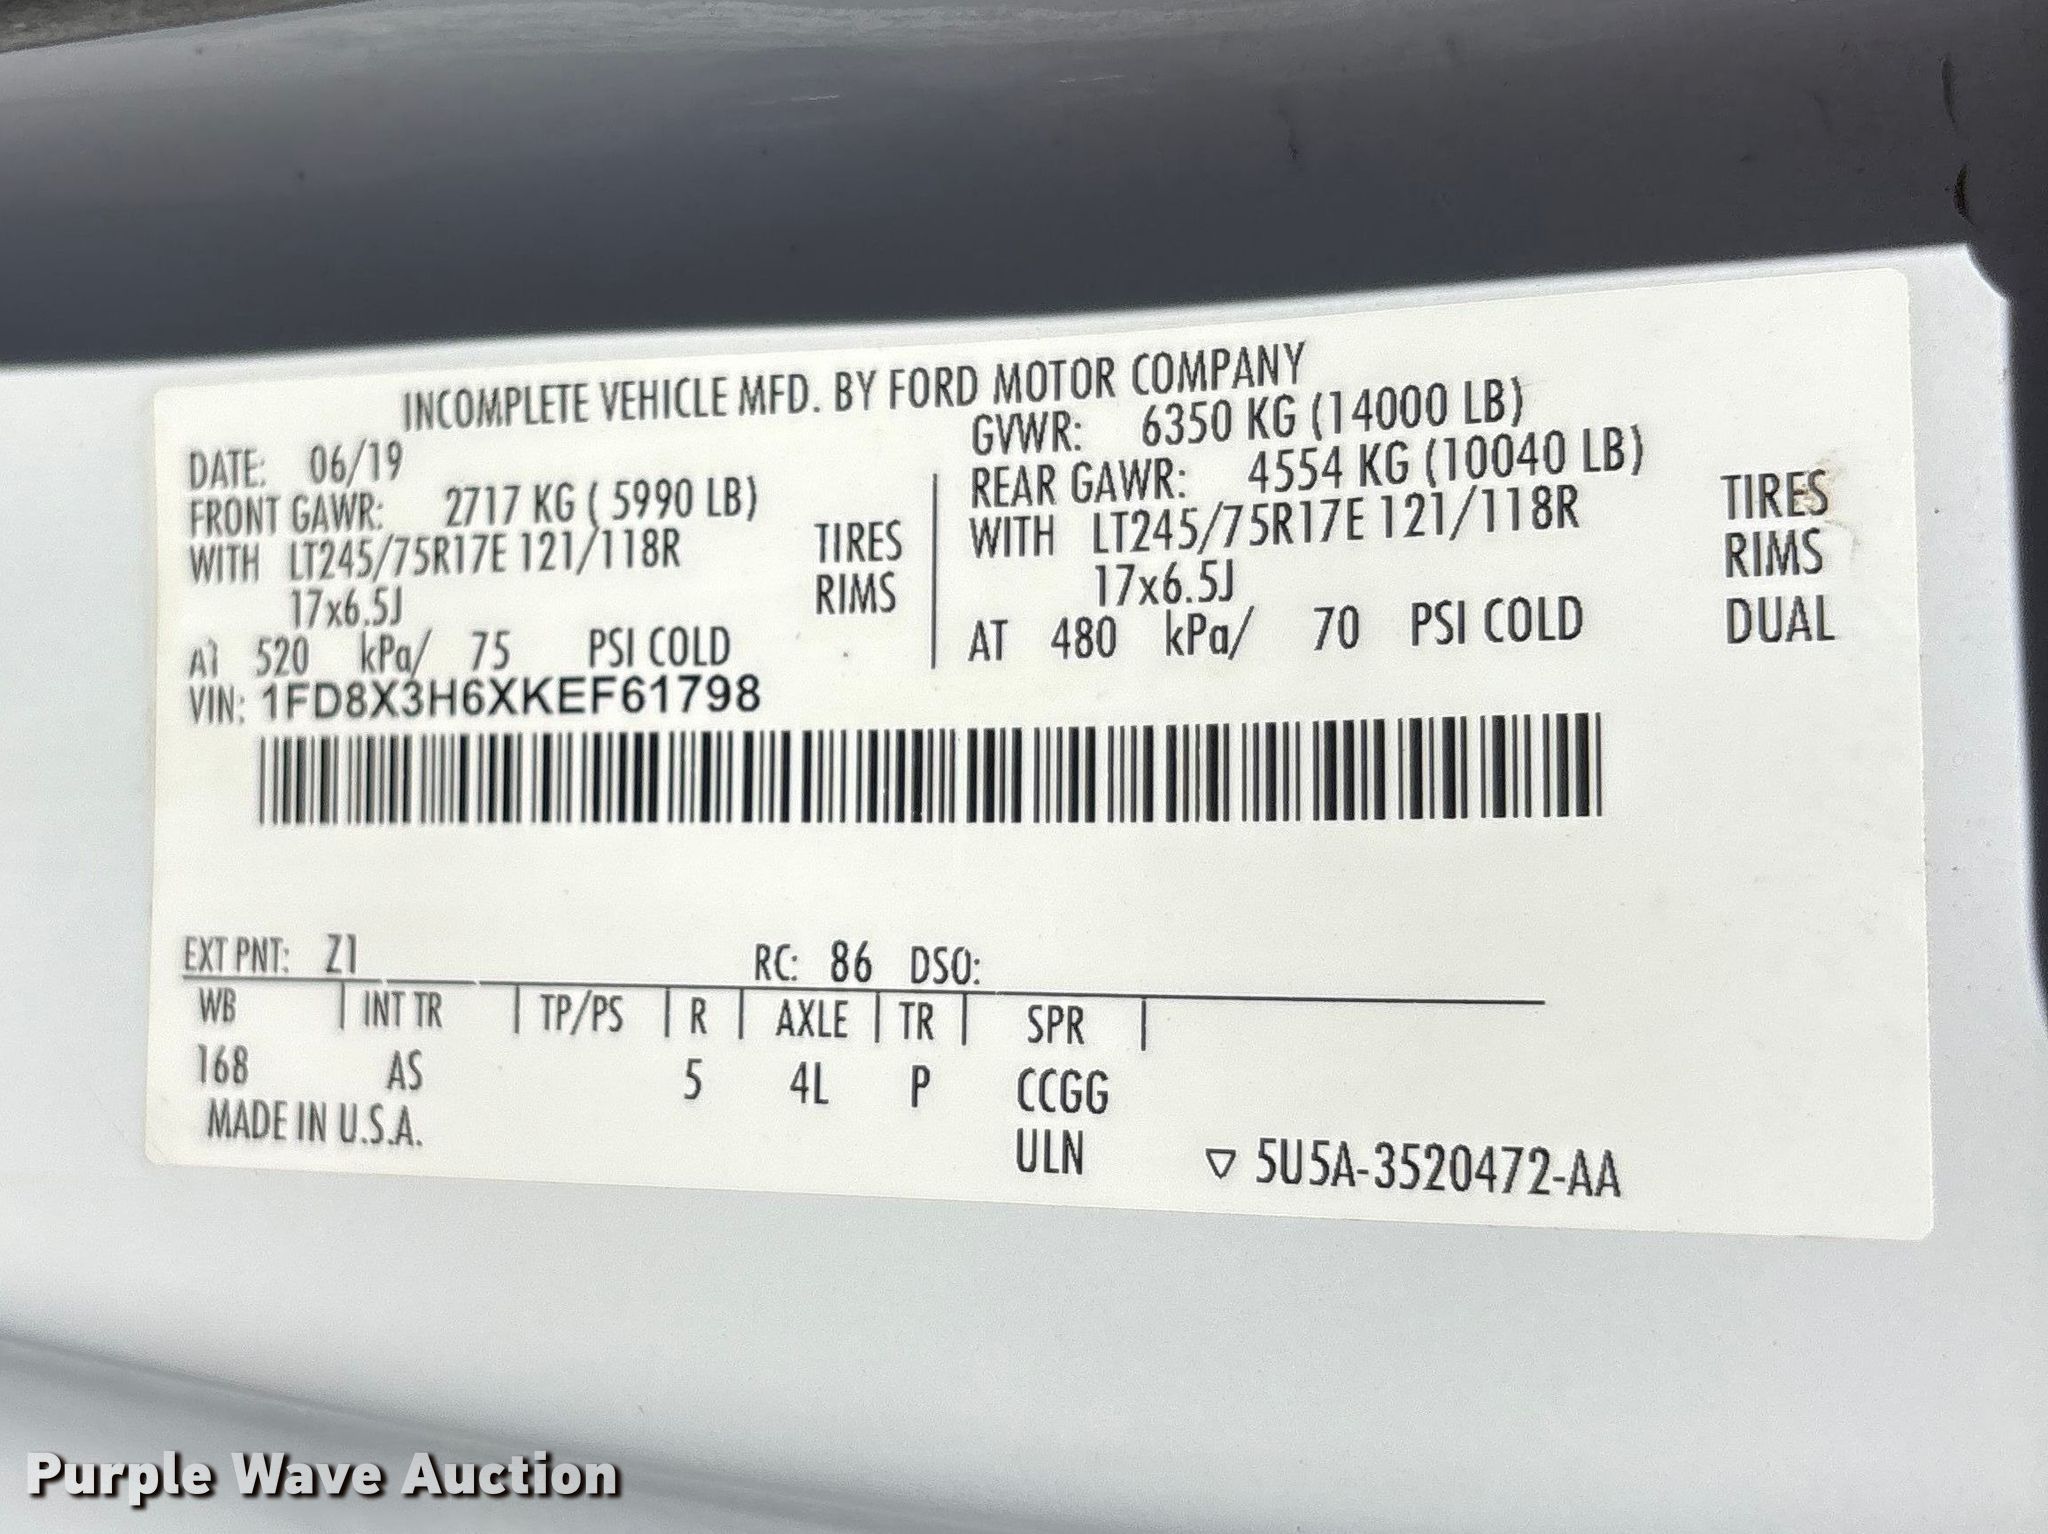 INCOMPLETE VEHICLE MFD. BY FORD MOTOR COMPANY
DATE: 06/19
GVWR: 6350 KG (14000 LB)
FRONT GAWR: 2717 KG ( 5990 LB)
REAR GAWR: 4554 KG (10040 LB)
WITH LT245/75R17E 121/118R TIRES
WITH LT245/75R17E 121/118R TIRES
17x6.5J RIMS
17x6.5J RIMS
AT 520 kPa/ 75 PSI COLD
AT 480 kPa/ 70 PSI COLD DUAL
VIN: 1FD8X3H6XKEF61798
EXT PNT: Z1 RC: 86 DSO:
WB | INT TR | TP/PS | R | AXLE | TR | SPR |
168 AS 5 4L P CCGG
MADE IN U.S.A. ULN
5U5A-3520472-AA
Purple Wave Auction